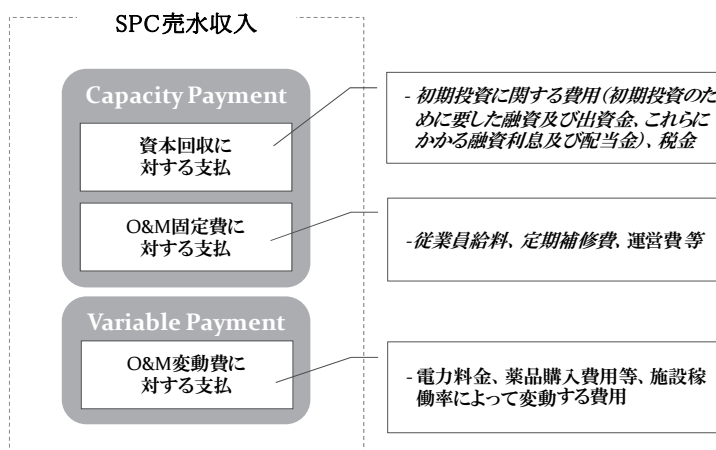 SPC売水収入
Capacity Payment
資本回収に
対する支払
- 初期投資に関する費用(初期投資のた
めに要した融資及び出資金、これらに
かかる融資利息及び配当金)、税金
O&M固定費に
対する支払
-従業員給料、定期補修費、運営費等
Variable Payment
O&M変動費に
対する支払
- 電力料金、薬品購入費用等、施設稼
働率によって変動する費用